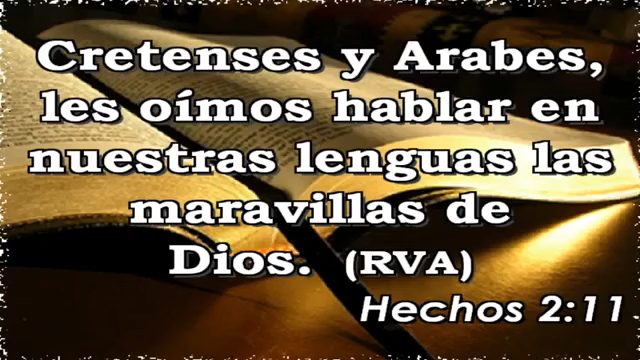 Cretenses y Arabes,
les oímos hablar en
nuestras lenguas las
maravillas de
Dios. (RVA)
Hechos 2:11